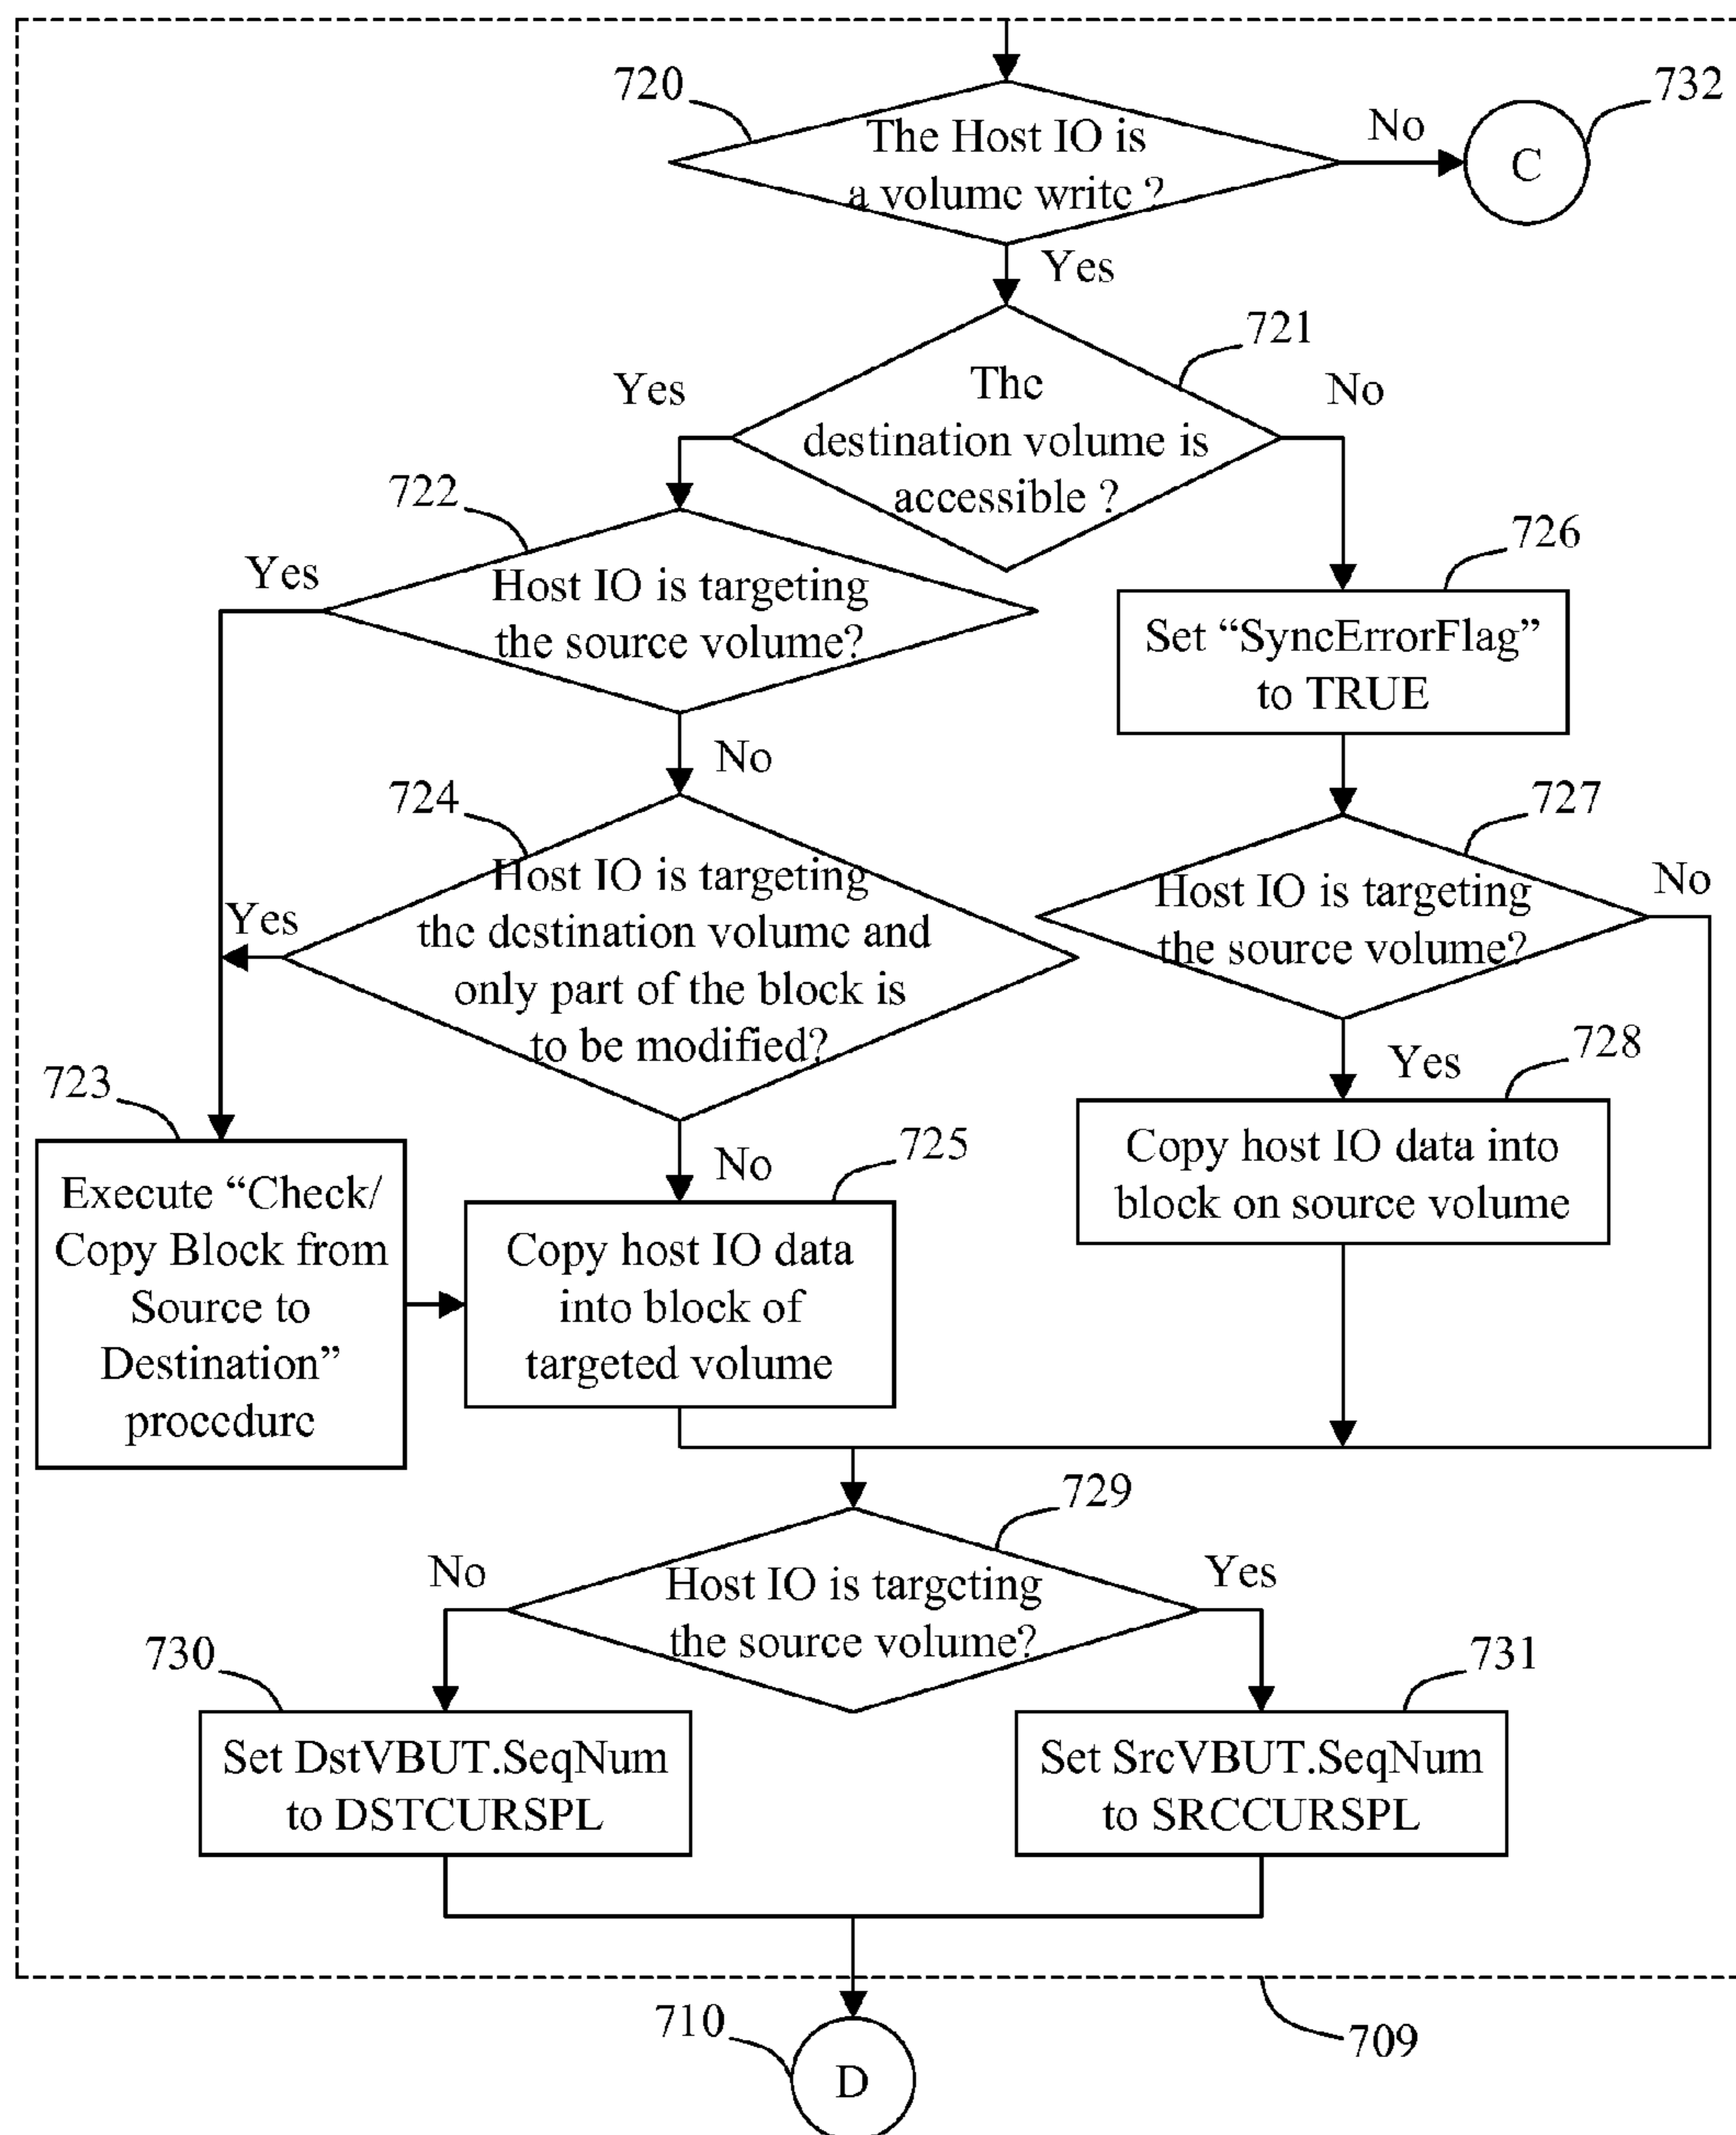 720
The Host IO is
a volume write ?
No
C
732
Yes
721
The
destination volume is
accessible ?
Yes
No
722
Host IO is targeting
the source volume?
Yes
No
726
Set “SyncErrorFlag”
to TRUE
724
Host IO is targeting
the destination volume and
only part of the block is
to be modified?
Yes
No
727
Host IO is targeting
the source volume?
No
Yes
723
Execute “Check/
Copy Block from
Source to
Destination”
procedure
725
Copy host IO data
into block of
targeted volume
728
Copy host IO data into
block on source volume
729
Host IO is targeting
the source volume?
No
Yes
730
Set DstVBUT.SeqNum
to DSTCURSPL
731
Set SrcVBUT.SeqNum
to SRCCURSPL
710
D
709